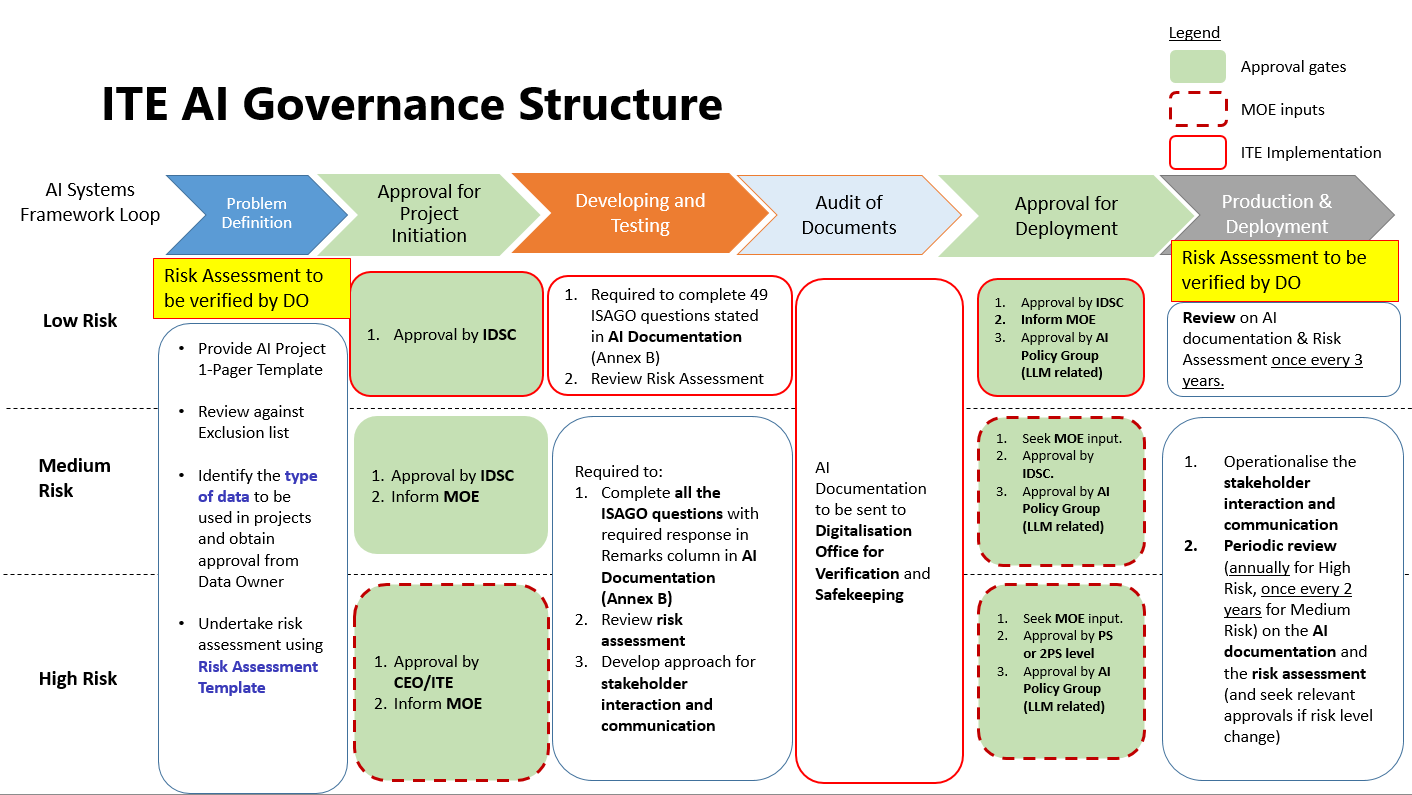 Legend
Approval gates
MOE inputs
ITE Implementation
ITE AI Governance Structure
AI Systems
Framework Loop
Problem
Definition
Approval for
Project
Initiation
Developing and
Testing
Audit of
Documents
Approval for
Deployment
Production &
Deployment
Risk Assessment to
be verified by DO
Risk Assessment to be
verified by DO
Low Risk
Medium
Risk
High Risk
• Provide AI Project
1-Pager Template
• Review against
Exclusion list
• Identify the type
of data to be
used in projects
and obtain
approval from
Data Owner
• Undertake risk
assessment using
Risk Assessment
Template
1. Approval by IDSC
1. Approval by IDSC
2. Inform MOE
1. Approval by
CEO/ITE
2. Inform MOE
1. Required to complete 49
ISAGO questions stated
in AI Documentation
(Annex B)
2. Review Risk Assessment
Required to:
1. Complete all the
ISAGO questions with
required response in
Remarks column in AI
Documentation
(Annex B)
2. Review risk
assessment
3. Develop approach for
stakeholder
interaction and
communication
AI
Documentation
to be sent to
Digitalisation
Office for
Verification and
Safekeeping
1. Approval by IDSC
2. Inform MOE
3. Approval by AI
Policy Group
(LLM related)
1. Seek MOE input.
2. Approval by
IDSC.
3. Approval by AI
Policy Group
(LLM related)
1. Seek MOE input.
2. Approval by PS
or 2PS level
3. Approval by AI
Policy Group
(LLM related)
Review on AI
documentation & Risk
Assessment once every 3
years.
1. Operationalise the
stakeholder
interaction and
communication
2. Periodic review
(annually for High
Risk, once every 2
years for Medium
Risk) on the AI
documentation and
the risk assessment
(and seek relevant
approvals if risk level
change)